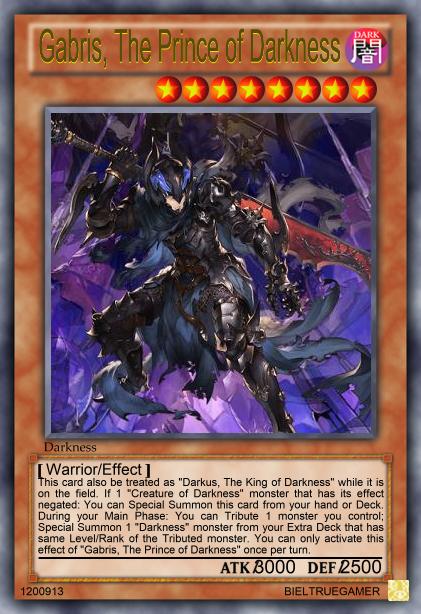 Gabris, The Prince of Darkness
DARK
闇
Darkness
[ Warrior/Effect ]
This card also be treated as "Darkus, The King of Darkness" while it is
on the field. If 1 "Creature of Darkness" monster that has its effect
negated: You can Special Summon this card from your hand or Deck.
During your Main Phase: You can Tribute 1 monster you control;
Special Summon 1 "Darkness" monster from your Extra Deck that has
same Level/Rank of the Tributed monster. You can only activate this
effect of "Gabris, The Prince of Darkness" once per turn.
ATK/3000 DEF/2500
1200913 BIELTRUEGAMER